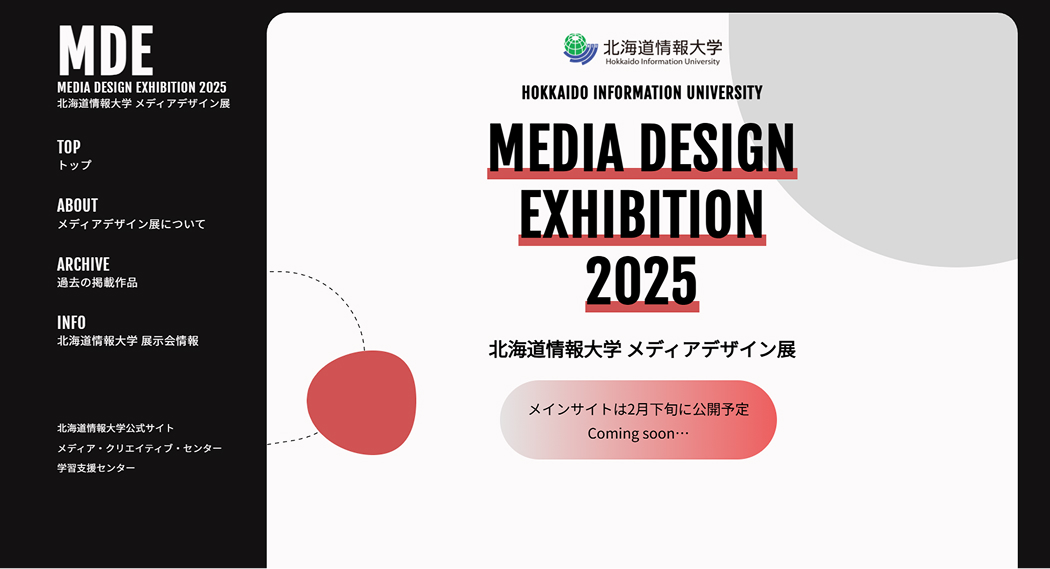 MDE
MEDIA DESIGN EXHIBITION 2025
北海道情報大学 メディアデザイン展
TOP
トップ
ABOUT
メディアデザイン展について
ARCHIVE
過去の掲載作品
INFO
北海道情報大学 展示会情報
北海道情報大学公式サイト
メディア・クリエイティブ・センター
学習支援センター
北海道情報大学
Hokkaido Information University
HOKKAIDO INFORMATION UNIVERSITY
MEDIA DESIGN
EXHIBITION
2025
北海道情報大学 メディアデザイン展
メインサイトは2月下旬に公開予定
Coming soon…